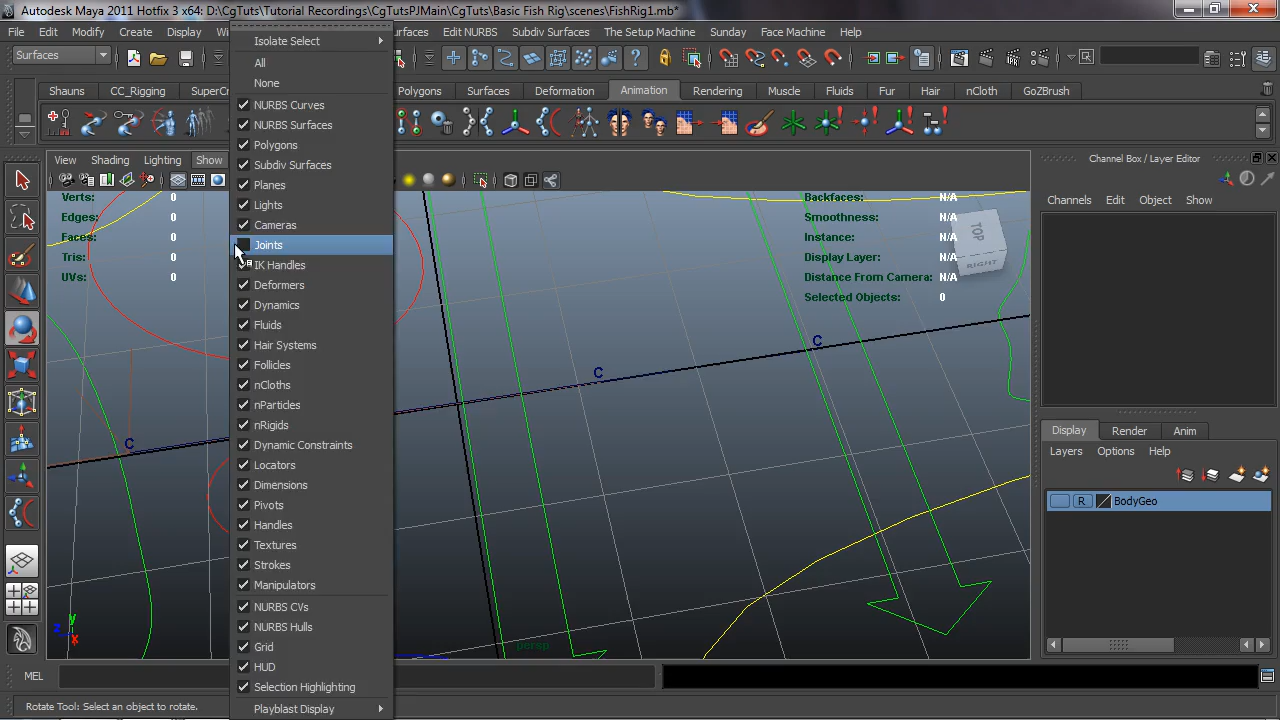 Autodesk Maya 2011 Hotfix 3 x64: D:\CgTuts\Tutorial Recordings\CgTutsPJMain\CgTuts\Basic Fish Rig\scenes\FishRig1.mb*
File Edit Modify Create Display Wi urfaces Edit NURBS Subdiv Surfaces The Setup Machine Sunday Face Machine Help
Surfaces
Shauns CC_Rigging SuperCr Polygons Surfaces Deformation Animation Rendering Muscle Fluids Fur Hair nCloth GoZBrush
View Shading Lighting Show
Verts: 0
Edges: 0
Faces: 0
Tris: 0
UVs: 0
Isolate Select
All
None
NURBS Curves
NURBS Surfaces
Polygons
Subdiv Surfaces
Planes
Lights
Cameras
Joints
IK Handles
Deformers
Dynamics
Fluids
Hair Systems
Follicles
nCloths
nParticles
nRigids
Dynamic Constraints
Locators
Dimensions
Pivots
Handles
Textures
Strokes
Manipulators
NURBS CVs
NURBS Hulls
Grid
HUD
Selection Highlighting
Playblast Display
Backfaces: N/A
Smoothness: N/A
Instance: N/A
Display Layer: N/A
Distance From Camera: N/A
Selected Objects: 0
TOP
RIGHT
C
C
C
y
z
x
persp
Channel Box / Layer Editor
Channels Edit Object Show
Display Render Anim
Layers Options Help
R BodyGeo
MEL
Rotate Tool: Select an object to rotate.